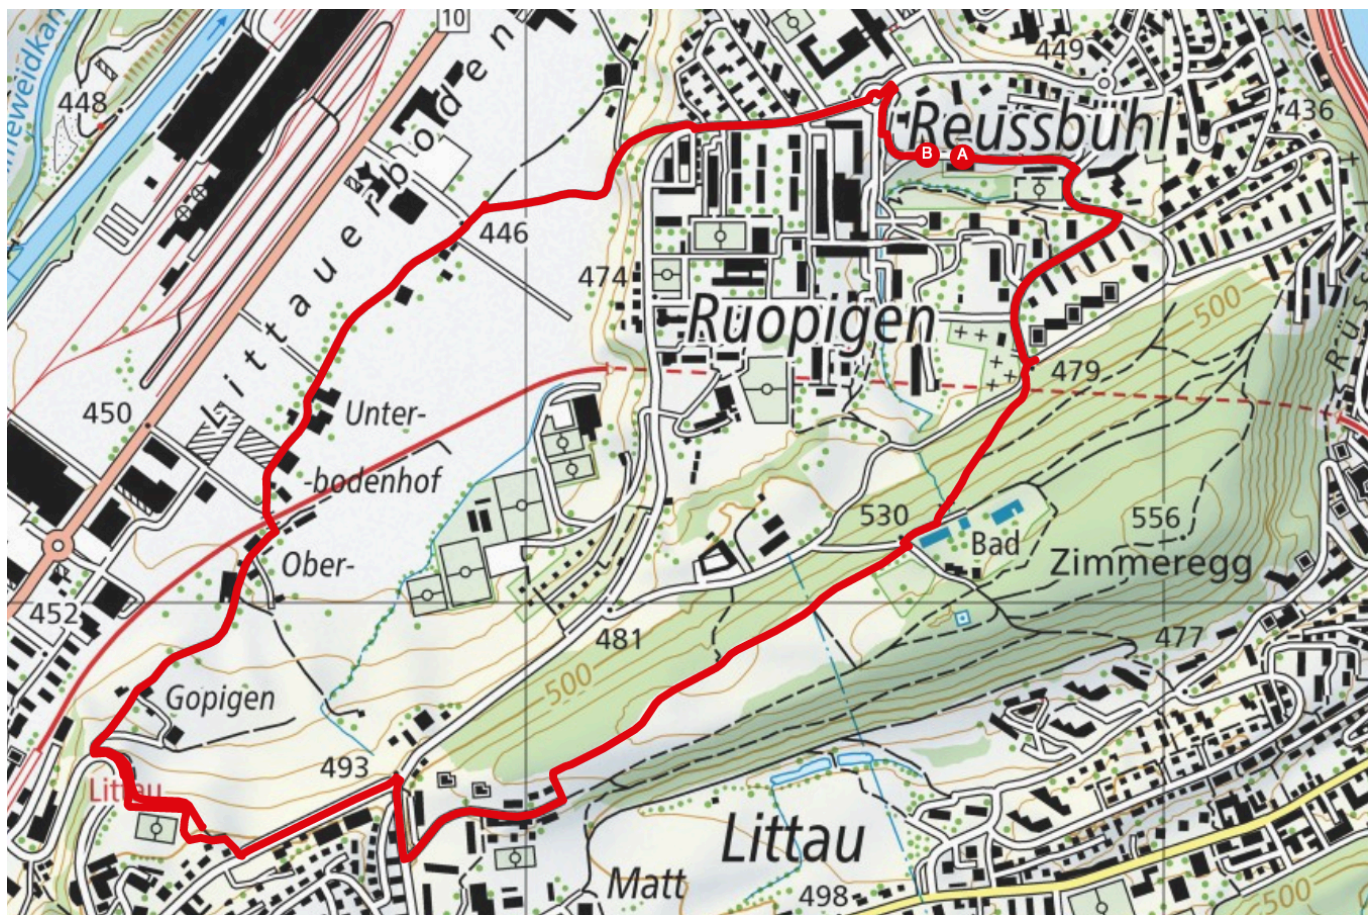 10
449
448
Reussbühl
436
B
A
Littauerboden
446
474
Ruopigen
500
479
450
Unter-
-bodenhof
530
Bad
556
Zimmeregg
Ober-
452
481
477
500
Gopigen
493
Littau
Littau
Matt
498
500